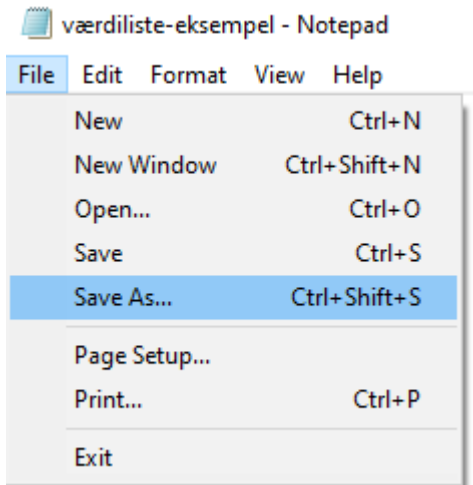 værdiliste-eksempel - Notepad
File Edit Format View Help
New Ctrl+N
New Window Ctrl+Shift+N
Open... Ctrl+O
Save Ctrl+S
Save As... Ctrl+Shift+S
Page Setup...
Print... Ctrl+P
Exit